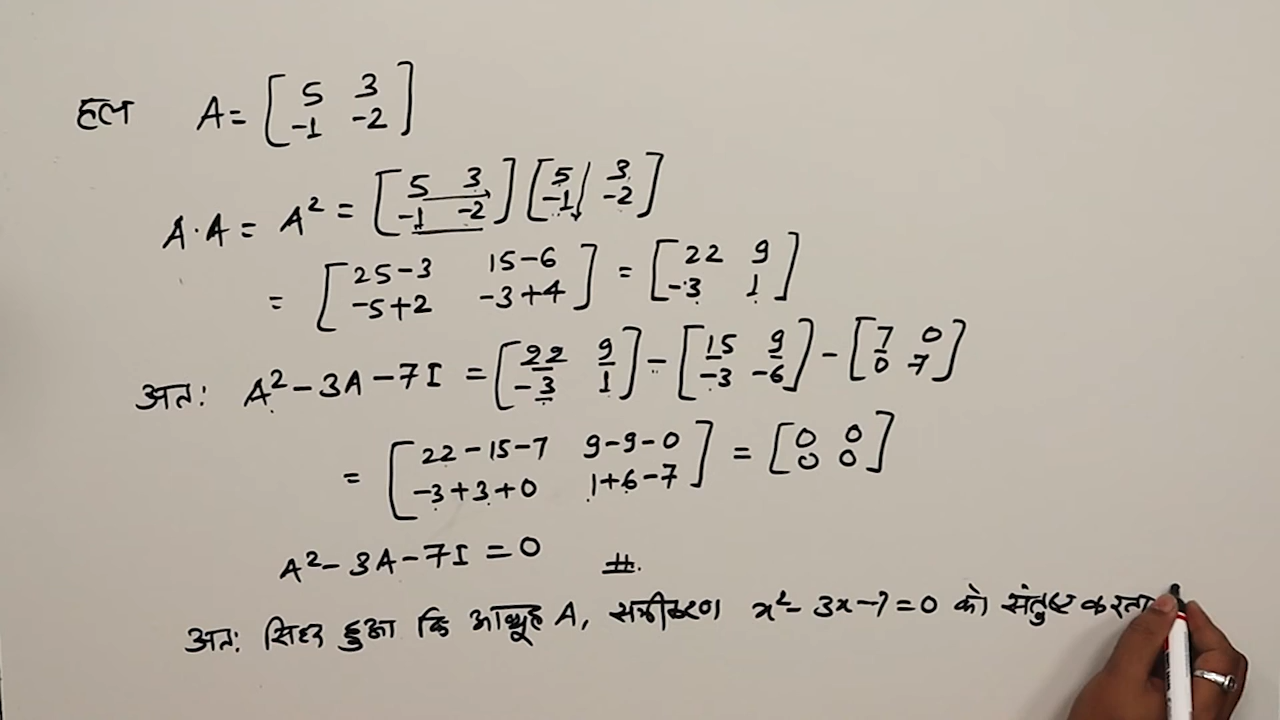 हल A = [5 3; -1 -2]
A·A = A² = [5 3; -1 -2] [5 3; -1 -2]
= [25-3 15-6; -5+2 -3+4] = [22 9; -3 1]
अतः A² - 3A - 7I = [22 9; -3 1] - [15 9; -3 -6] - [7 0; 0 7]
= [22-15-7 9-9-0; -3+3+0 1+6-7] = [0 0; 0 0]
A² - 3A - 7I = 0 #.
अतः सिद्ध हुआ कि आव्यूह A, समीकरण x² - 3x - 7 = 0 को संतुष्ट करता